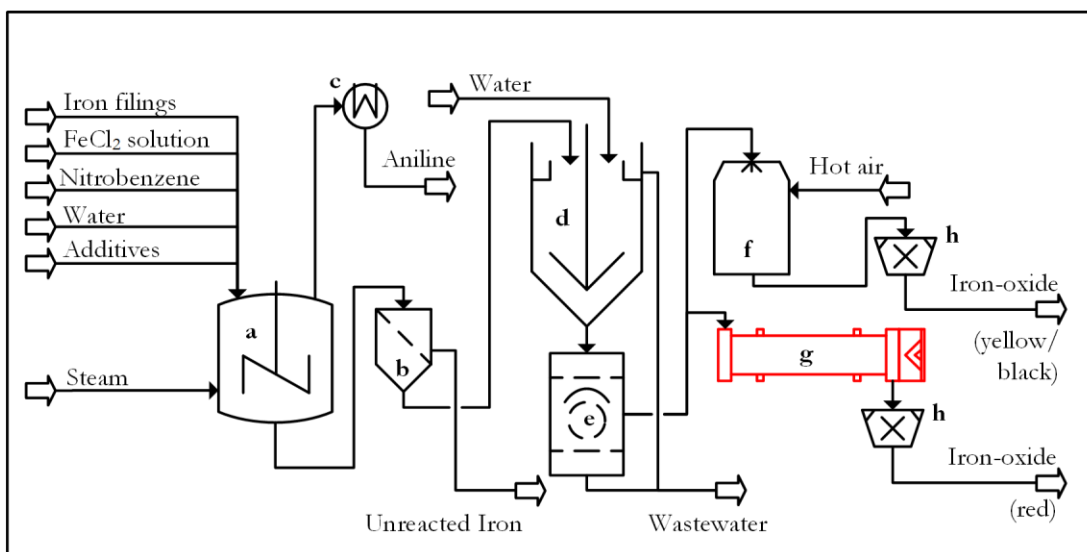 c
Water
Iron filings
FeCl₂ solution
Aniline
Hot air
Nitrobenzene
Water
d
f
h
Additives
Iron-oxide
a
(yellow/
black)
g
b
Steam
e
h
Iron-oxide
(red)
Unreacted Iron
Wastewater